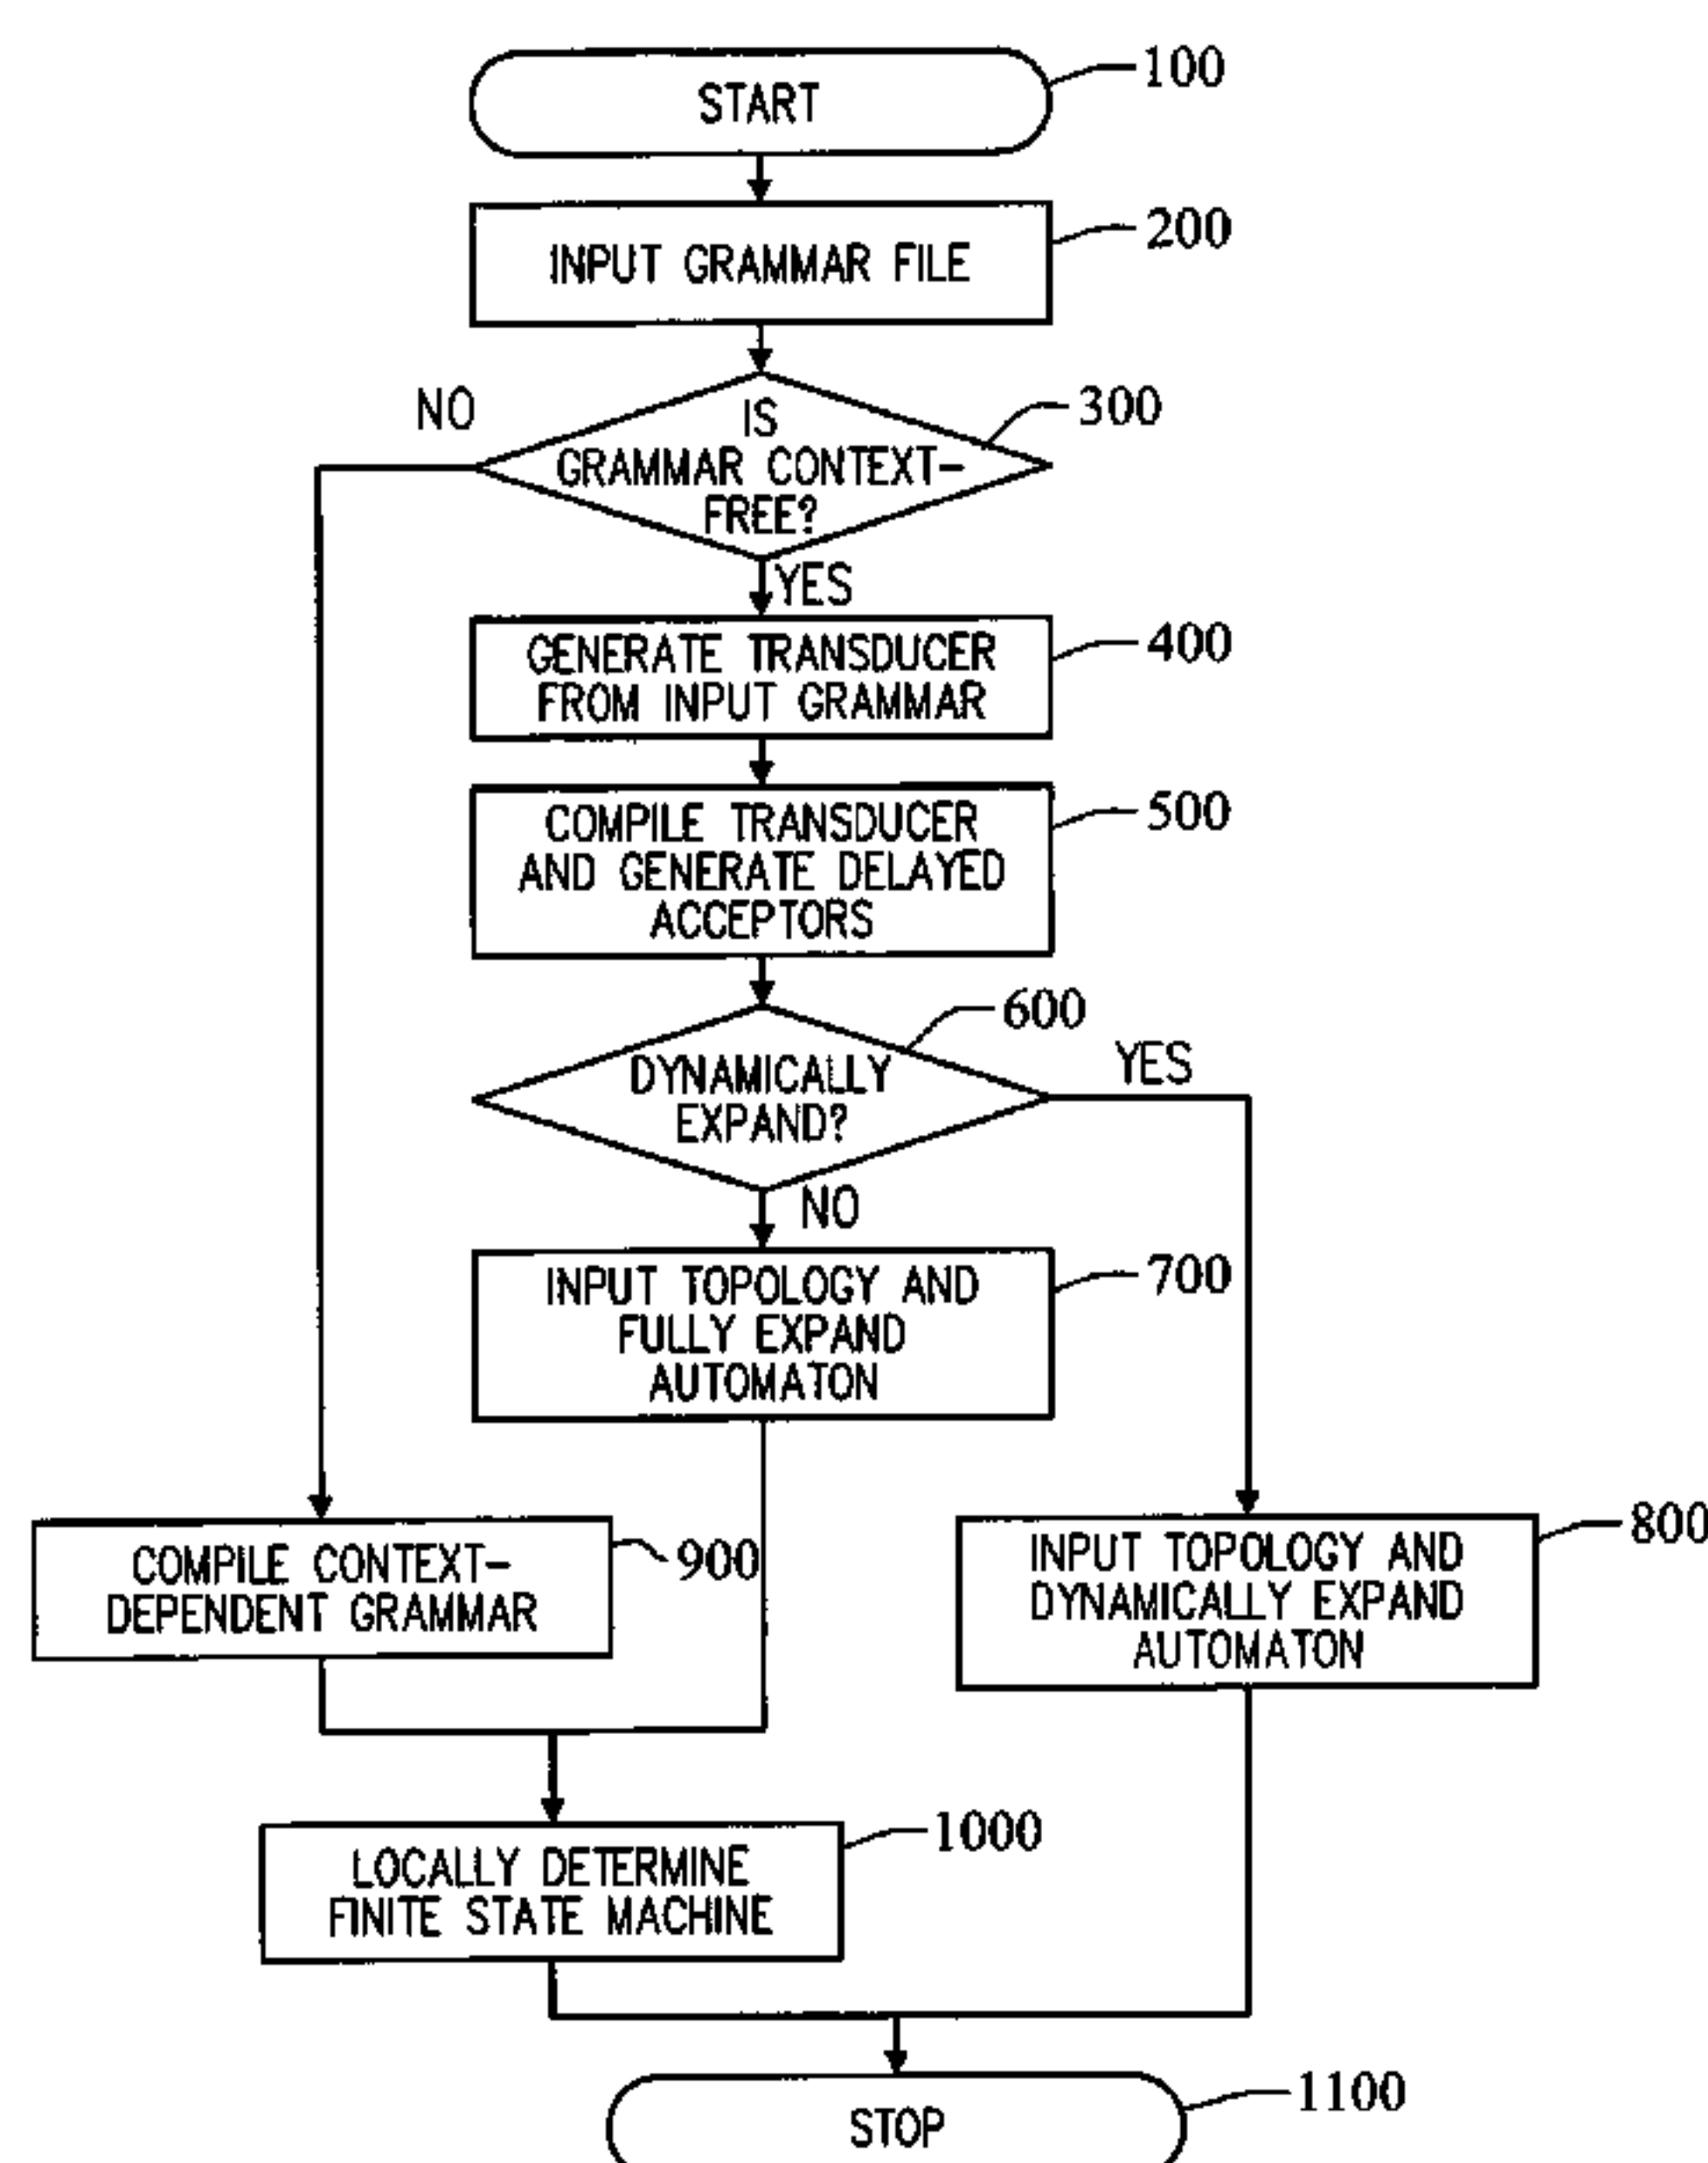 START
100
INPUT GRAMMAR FILE
200
NO
IS
GRAMMAR CONTEXT-
FREE?
300
YES
GENERATE TRANSDUCER
FROM INPUT GRAMMAR
400
COMPILE TRANSDUCER
AND GENERATE DELAYED
ACCEPTORS
500
600
DYNAMICALLY
EXPAND?
YES
NO
INPUT TOPOLOGY AND
FULLY EXPAND
AUTOMATON
700
COMPILE CONTEXT-
DEPENDENT GRAMMAR
900
INPUT TOPOLOGY AND
DYNAMICALLY EXPAND
AUTOMATON
800
LOCALLY DETERMINE
FINITE STATE MACHINE
1000
STOP
1100